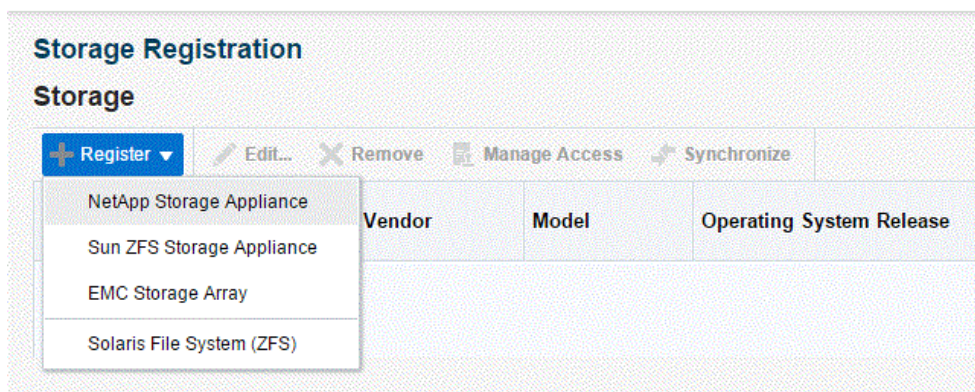 Storage Registration
Storage
Register Edit... Remove Manage Access Synchronize
Vendor Model Operating System Release
NetApp Storage Appliance
Sun ZFS Storage Appliance
EMC Storage Array
Solaris File System (ZFS)